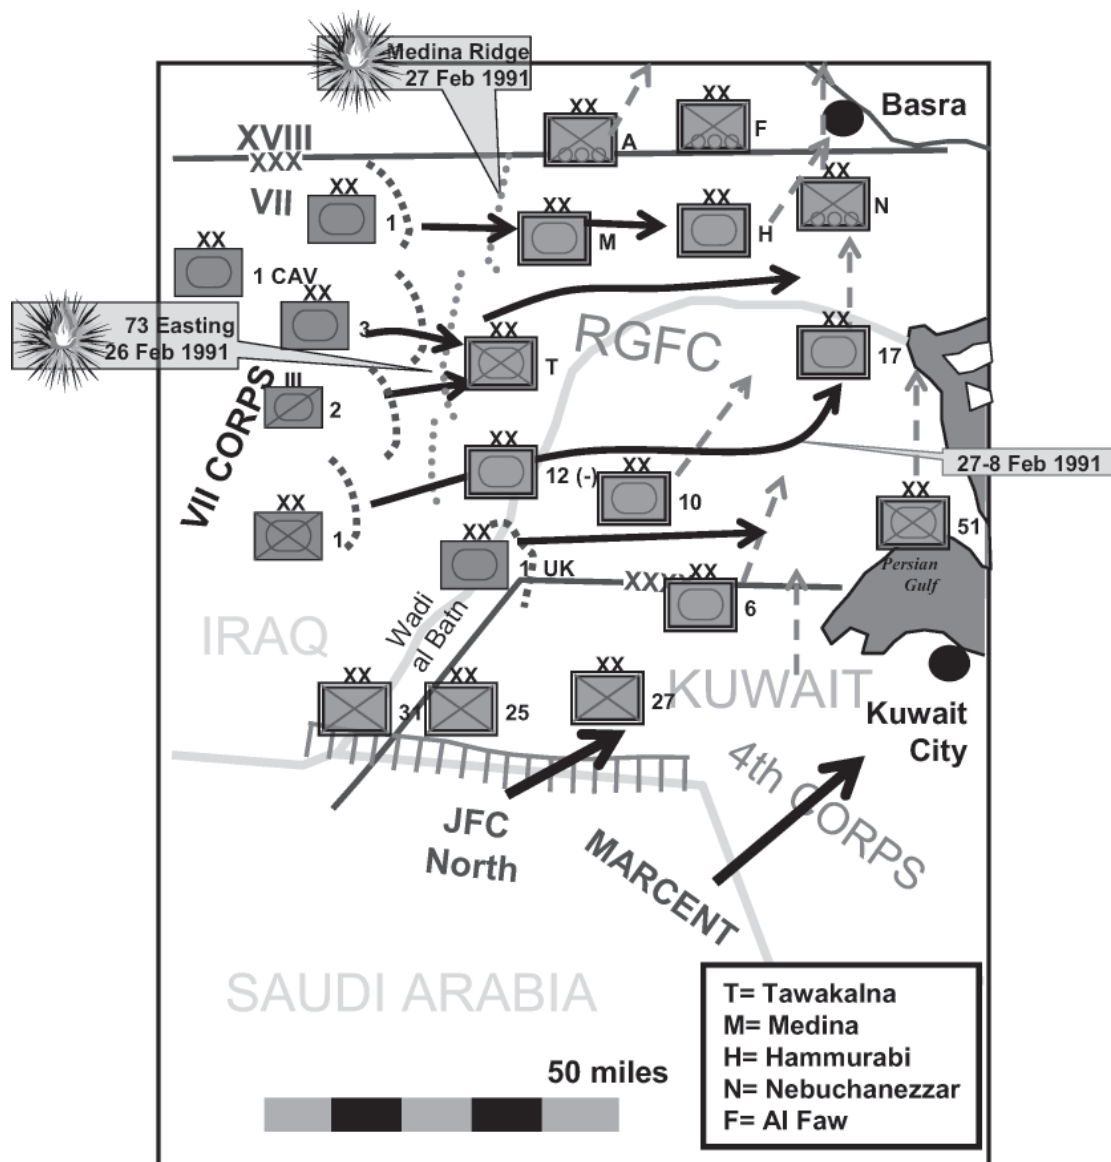 Medina Ridge
27 Feb 1991
XX
A
XX
F
Basra
XVIII
XXX
VII
XX
1
XX
M
XX
H
XX
N
XX
1 CAV
XX
3
73 Easting
26 Feb 1991
XX
T
RGFC
XX
17
III
2
VII CORPS
XX
12 (-)
XX
10
27-8 Feb 1991
XX
1
XX
1 UK
XX
51
Persian
Gulf
XX
6
IRAQ
Wadi
al Batn
XX
31
XX
25
XX
27
KUWAIT
Kuwait
City
4th CORPS
JFC
North
MARCENT
SAUDI ARABIA
50 miles
T= Tawakalna
M= Medina
H= Hammurabi
N= Nebuchanezzar
F= Al Faw